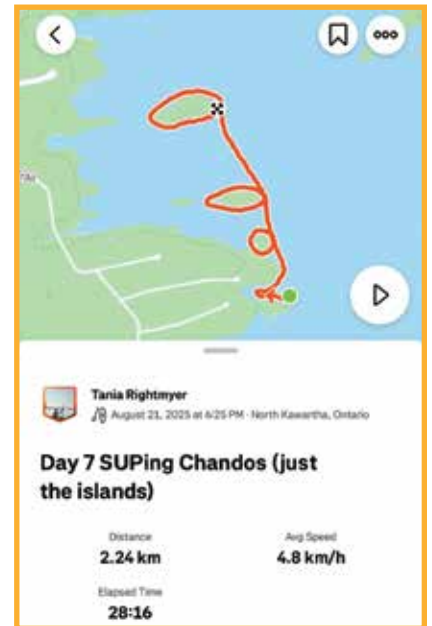 Tania Rightmyer
August 21, 2025 at 6:25 PM · North Kawartha, Ontario
Day 7 SUPing Chandos (just
the islands)
Distance
Avg Speed
2.24 km
4.8 km/h
Elapsed Time
28:16